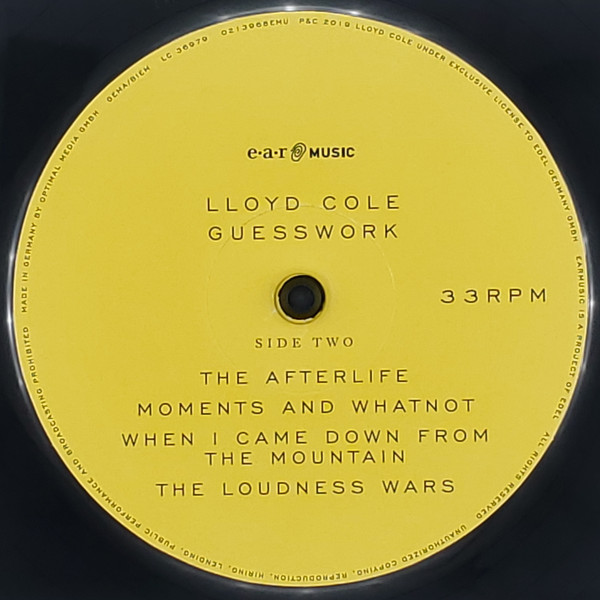 e·a·r MUSIC
LLOYD COLE
GUESSWORK
33RPM
SIDE TWO
THE AFTERLIFE
MOMENTS AND WHATNOT
WHEN I CAME DOWN FROM
THE MOUNTAIN
THE LOUDNESS WARS
MADE IN GERMANY BY OPTIMAL MEDIA GMBH GEMA/BIEM LC 36979 0213968EMU P&C 2019 LLOYD COLE UNDER EXCLUSIVE LICENSE TO EDEL GERMANY GMBH EARMUSIC IS A PROJECT OF EDEL ALL RIGHTS RESERVED UNAUTHORIZED COPYING, REPRODUCTION, HIRING, LENDING, PUBLIC PERFORMANCE AND BROADCASTING PROHIBITED